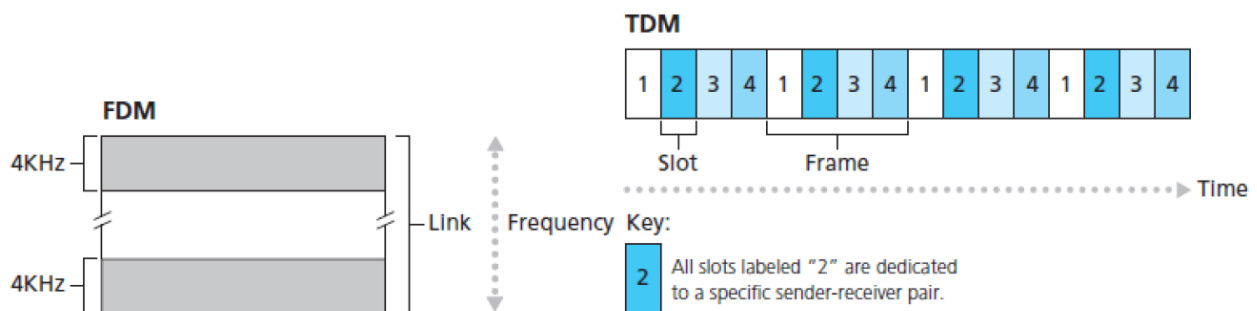 TDM
1 2 3 4 1 2 3 4 1 2 3 4 1 2 3 4
Slot Frame
Time
FDM
4KHz
4KHz
Link
Frequency
Key:
2
All slots labeled “2” are dedicated
to a specific sender-receiver pair.